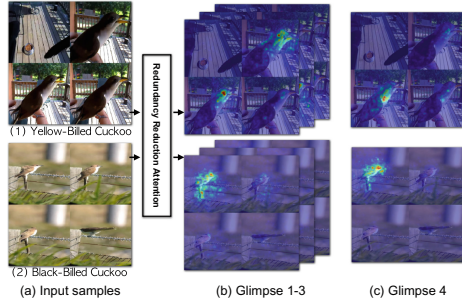 (1) Yellow-Billed Cuckoo
Redundancy Reduction Attention
(2) Black-Billed Cuckoo
(a) Input samples
(b) Glimpse 1-3
(c) Glimpse 4